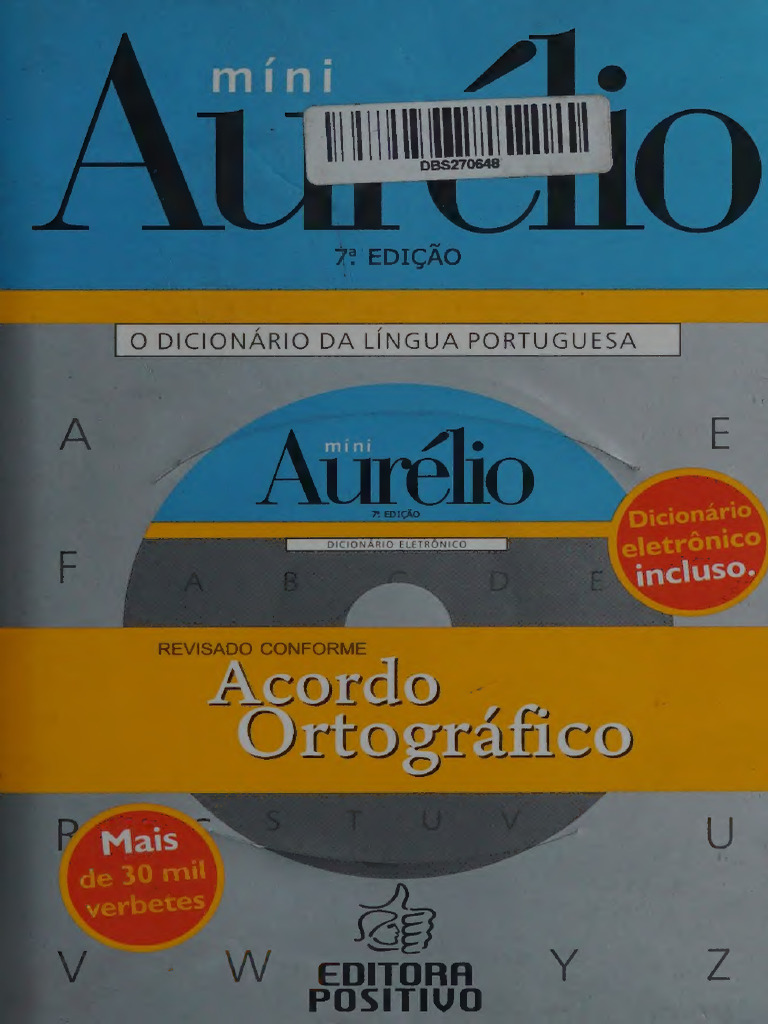 míni
Aurélio
DBS270648
7ª EDIÇÃO
O DICIONÁRIO DA LÍNGUA PORTUGUESA
A E
míni
Aurélio
7ª EDIÇÃO
DICIONÁRIO ELETRÔNICO
Dicionário
eletrônico
incluso.
F A B C D E
REVISADO CONFORME
Acordo
Ortográfico
R S T U V U
Mais
de 30 mil
verbetes
V W Y Z
EDITORA
POSITIVO